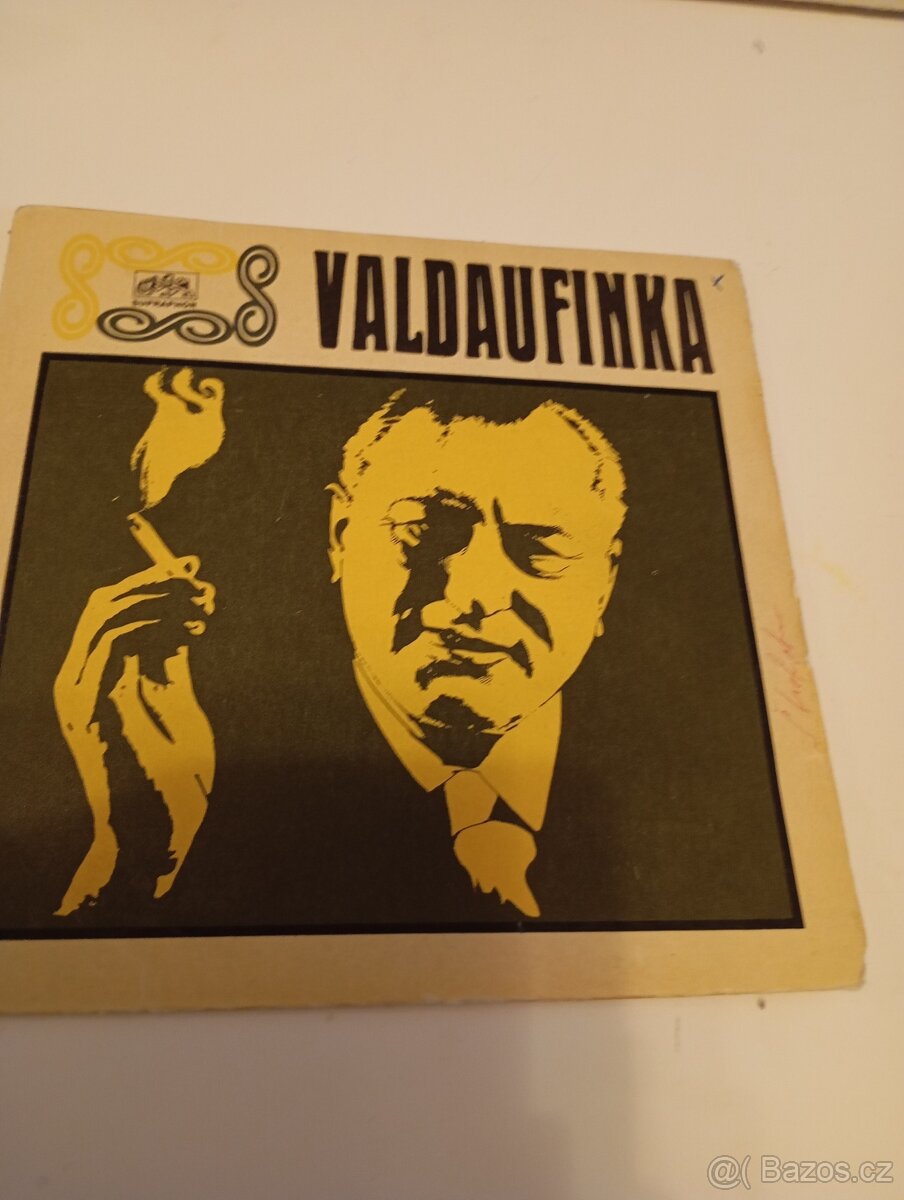 SUPRAPHON
VALDAUFINKA
@( Bazos.cz